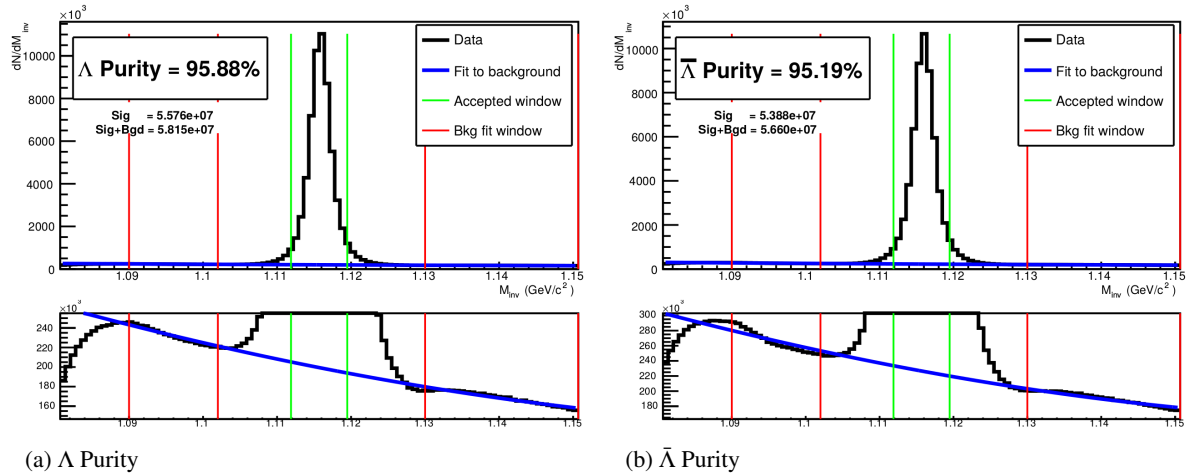 ×10³
dN/dM inv
10000
8000
6000
4000
2000
0
Λ Purity = 95.88%
Sig = 5.576e+07
Sig+Bgd = 5.815e+07
Data
Fit to background
Accepted window
Bkg fit window
1.09 1.1 1.11 1.12 1.13 1.14 1.15
M inv (GeV/c²)
×10³
240
220
200
180
160
1.09 1.1 1.11 1.12 1.13 1.14 1.15
(a) Λ Purity
×10³
dN/dM inv
10000
8000
6000
4000
2000
0
Λ̄ Purity = 95.19%
Sig = 5.388e+07
Sig+Bgd = 5.660e+07
Data
Fit to background
Accepted window
Bkg fit window
1.09 1.1 1.11 1.12 1.13 1.14 1.15
M inv (GeV/c²)
×10³
300
280
260
240
220
200
180
1.09 1.1 1.11 1.12 1.13 1.14 1.15
(b) Λ̄ Purity